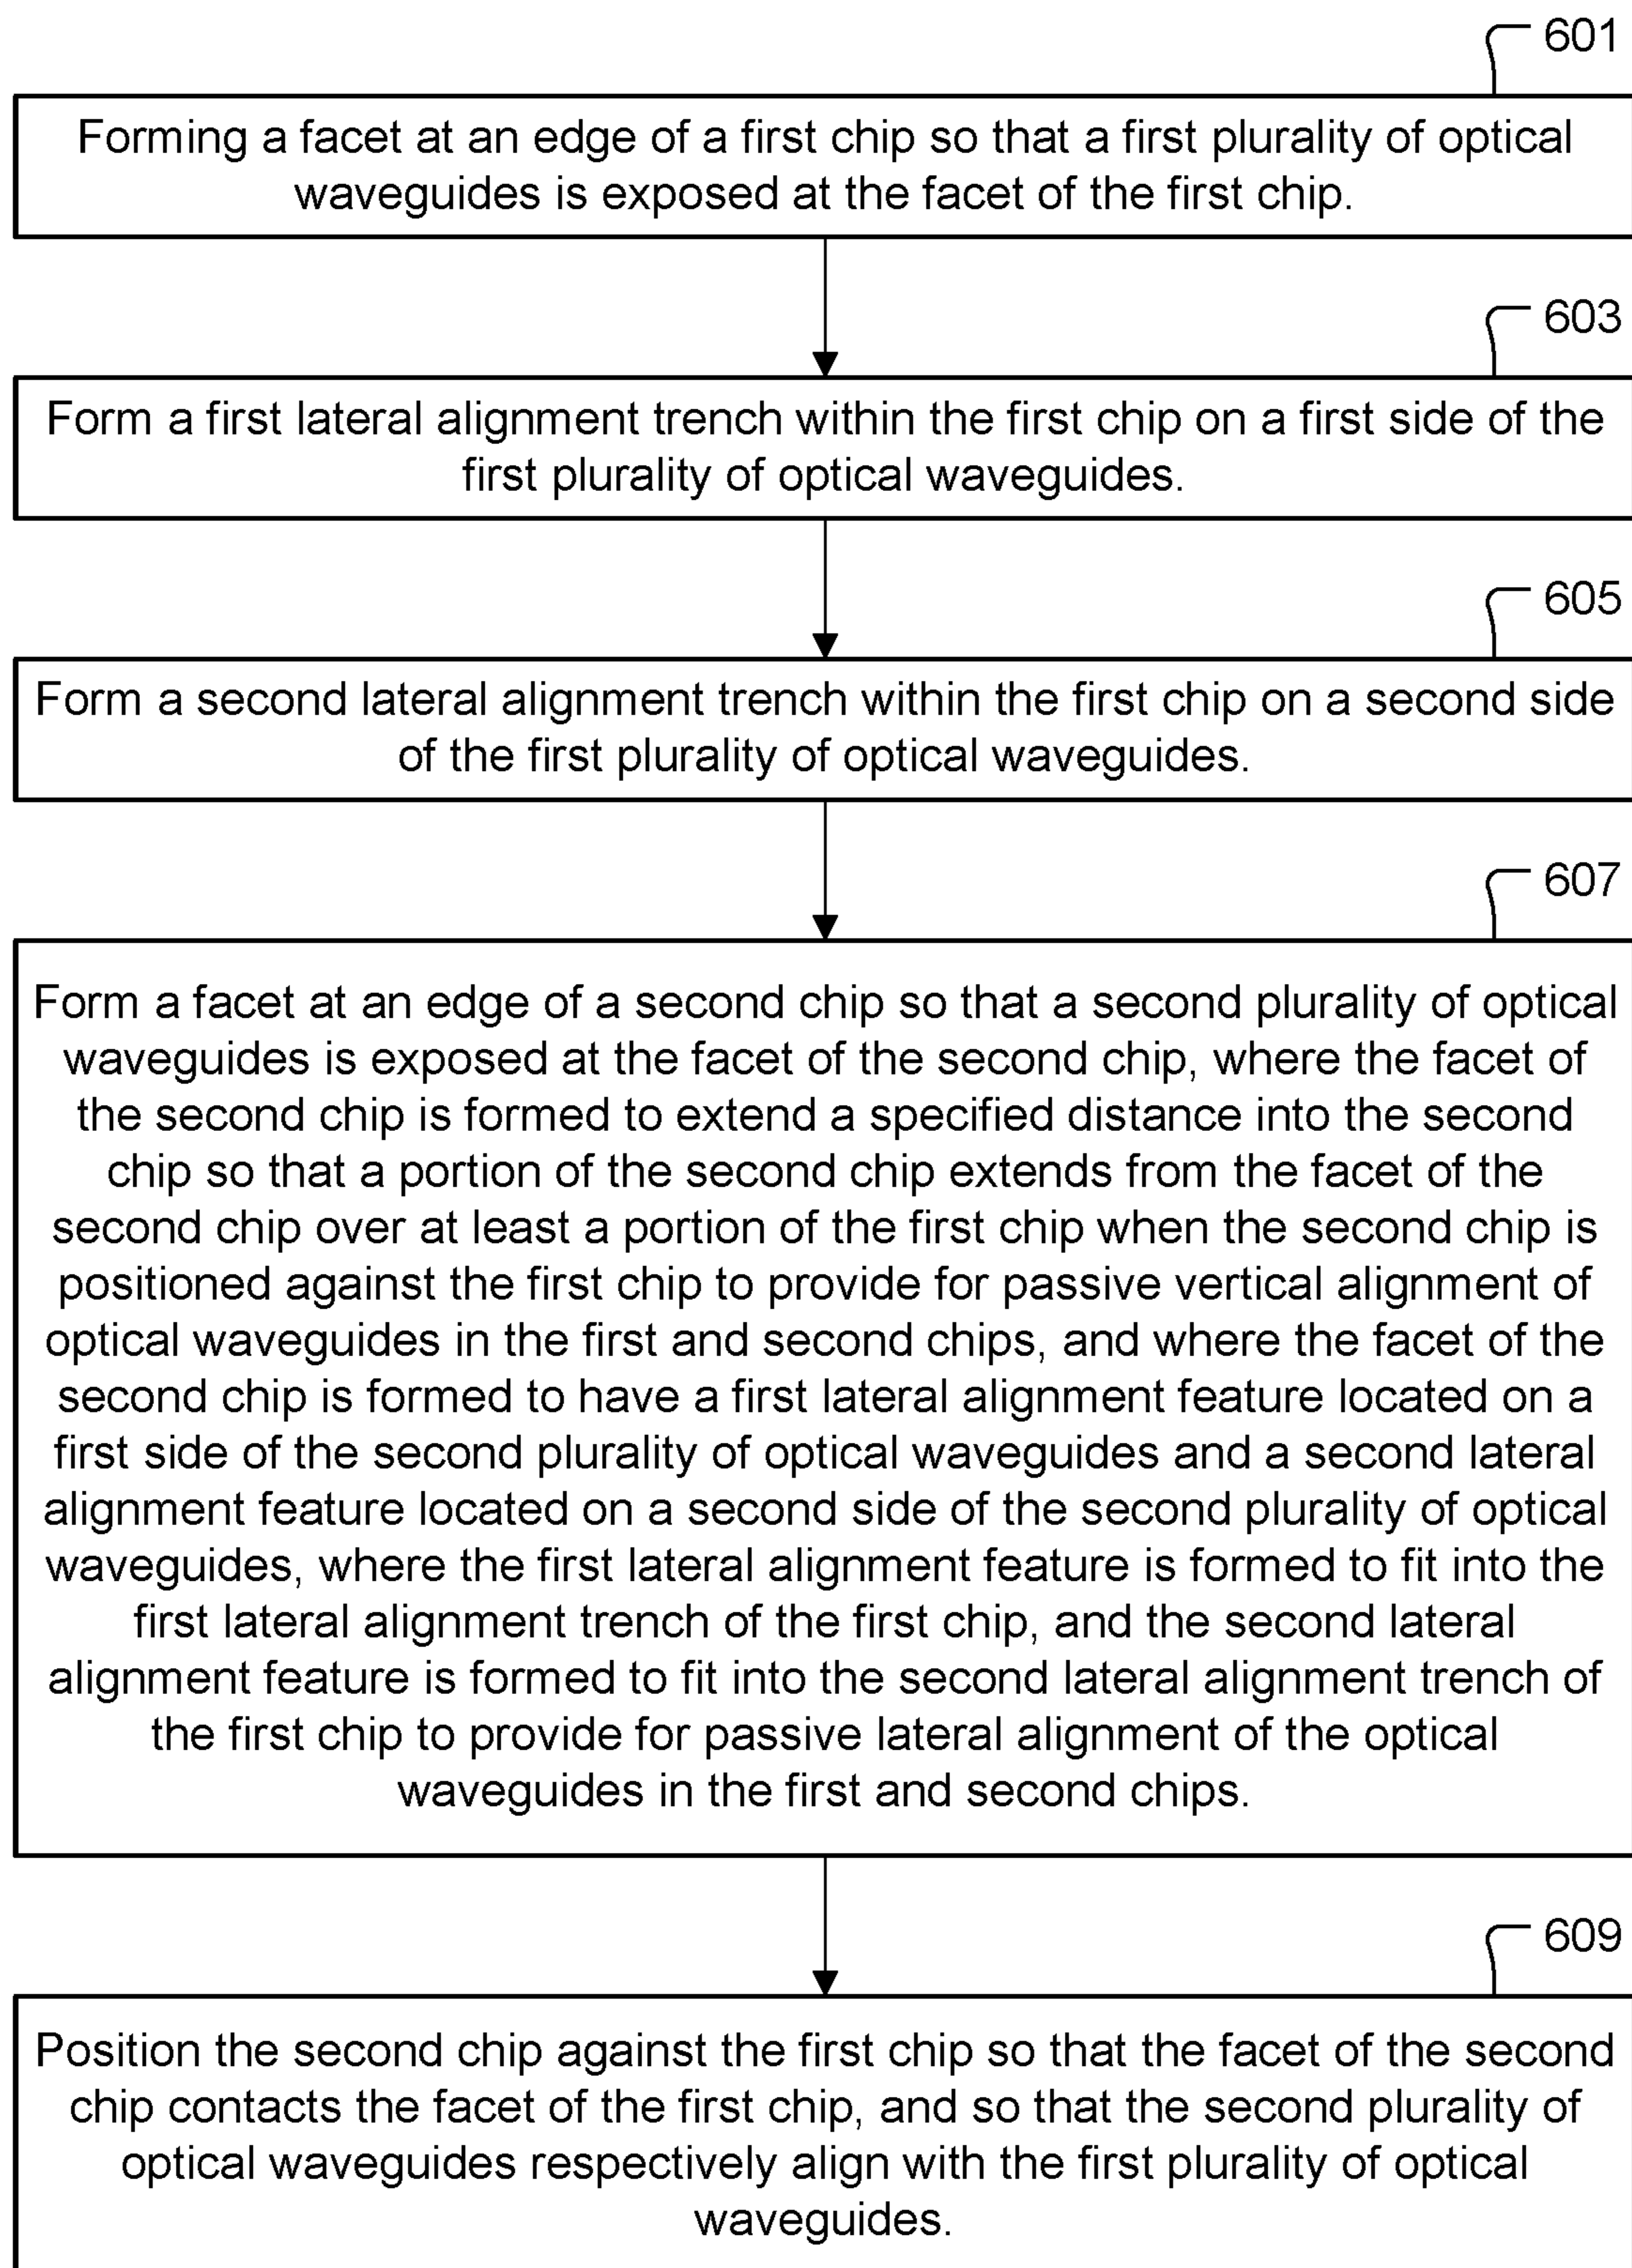 601
Forming a facet at an edge of a first chip so that a first plurality of optical
waveguides is exposed at the facet of the first chip.
603
Form a first lateral alignment trench within the first chip on a first side of the
first plurality of optical waveguides.
605
Form a second lateral alignment trench within the first chip on a second side
of the first plurality of optical waveguides.
607
Form a facet at an edge of a second chip so that a second plurality of optical
waveguides is exposed at the facet of the second chip, where the facet of
the second chip is formed to extend a specified distance into the second
chip so that a portion of the second chip extends from the facet of the
second chip over at least a portion of the first chip when the second chip is
positioned against the first chip to provide for passive vertical alignment of
optical waveguides in the first and second chips, and where the facet of the
second chip is formed to have a first lateral alignment feature located on a
first side of the second plurality of optical waveguides and a second lateral
alignment feature located on a second side of the second plurality of optical
waveguides, where the first lateral alignment feature is formed to fit into the
first lateral alignment trench of the first chip, and the second lateral
alignment feature is formed to fit into the second lateral alignment trench of
the first chip to provide for passive lateral alignment of the optical
waveguides in the first and second chips.
609
Position the second chip against the first chip so that the facet of the second
chip contacts the facet of the first chip, and so that the second plurality of
optical waveguides respectively align with the first plurality of optical
waveguides.